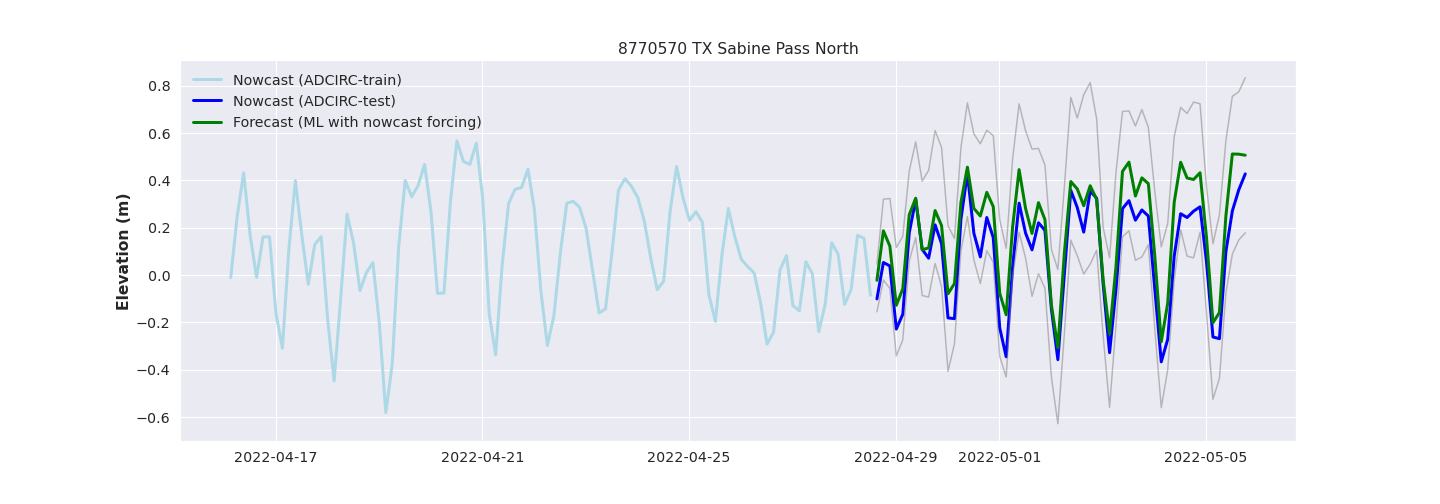 8770570 TX Sabine Pass North
Nowcast (ADCIRC-train)
Nowcast (ADCIRC-test)
Forecast (ML with nowcast forcing)
Elevation (m)
0.8
0.6
0.4
0.2
0.0
−0.2
−0.4
−0.6
2022-04-17 2022-04-21 2022-04-25 2022-04-29 2022-05-01 2022-05-05